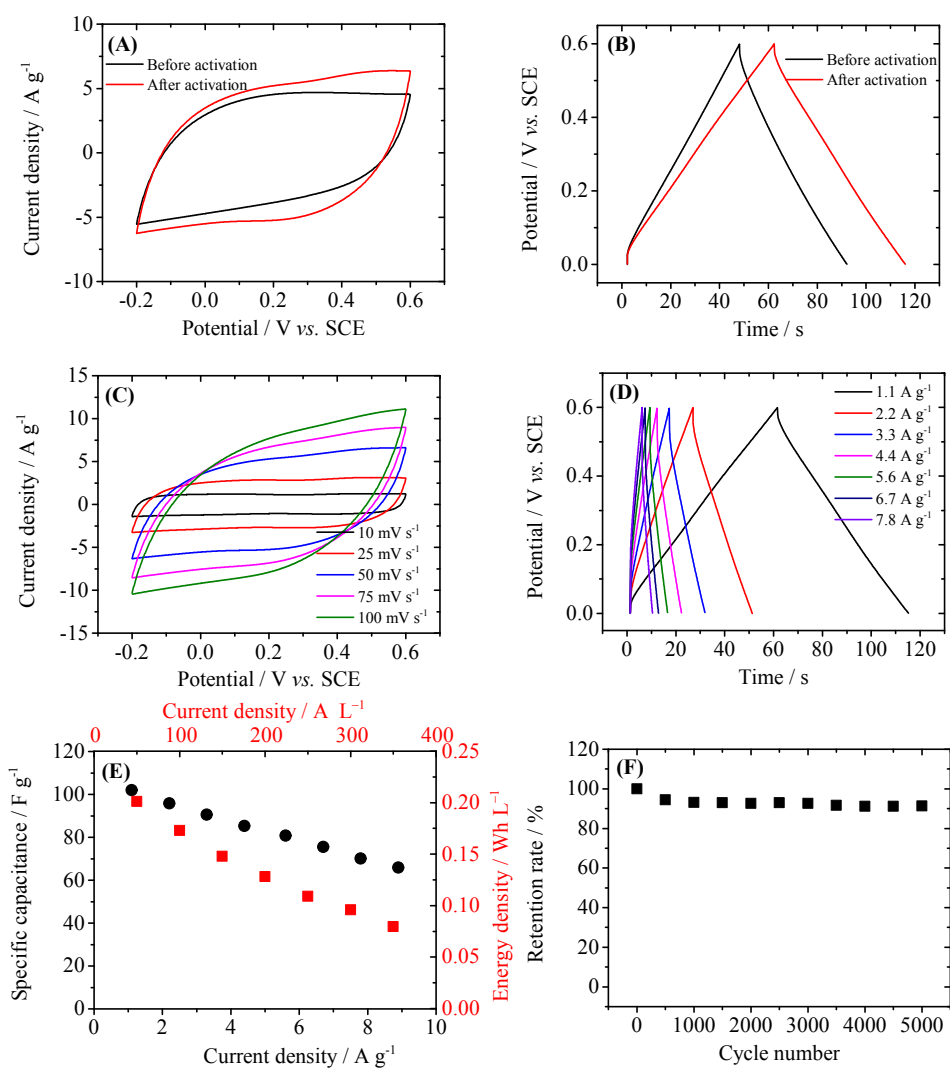 (A)
Before activation
After activation
10
5
0
-5
-10
Current density / A g⁻¹
-0.2 0.0 0.2 0.4 0.6
Potential / V vs. SCE
(B)
Before activation
After activation
0.6
0.4
0.2
0.0
Potential / V vs. SCE
0 20 40 60 80 100 120
Time / s
(C)
15
10
5
0
-5
-10
-15
Current density / A g⁻¹
10 mV s⁻¹
25 mV s⁻¹
50 mV s⁻¹
75 mV s⁻¹
100 mV s⁻¹
-0.2 0.0 0.2 0.4 0.6
Potential / V vs. SCE
(D)
1.1 A g⁻¹
2.2 A g⁻¹
3.3 A g⁻¹
4.4 A g⁻¹
5.6 A g⁻¹
6.7 A g⁻¹
7.8 A g⁻¹
0.6
0.4
0.2
0.0
Potential / V vs. SCE
0 20 40 60 80 100 120
Time / s
Current density / A L⁻¹
0 100 200 300 400
(E)
120
100
80
60
40
20
0
Specific capacitance / F g⁻¹
0.25
0.20
0.15
0.10
0.05
0.00
Energy density / Wh L⁻¹
0 2 4 6 8 10
Current density / A g⁻¹
(F)
120
100
80
60
40
20
0
Retention rate / %
0 1000 2000 3000 4000 5000
Cycle number